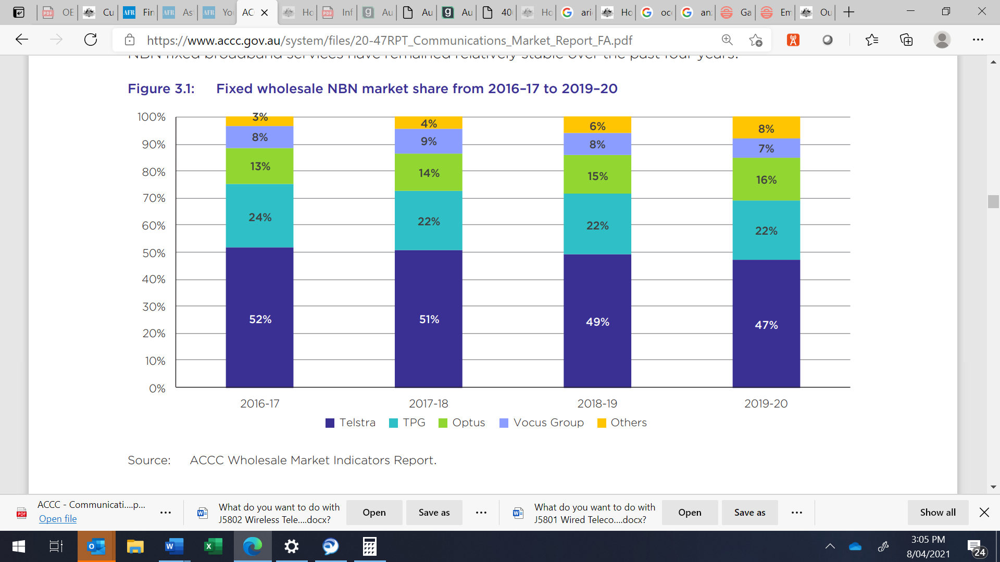 OE
Cu
AFR Fin
AFR As
AFR Yo
AC
Ho
PDF Inf
g Au
Au
g Au
40
Ho
ari
Ho
oc
an
Ga
Em
Ou
https://www.accc.gov.au/system/files/20-47RPT_Communications_Market_Report_FA.pdf
NBN fixed broadband services have remained relatively stable over the past four years.
Figure 3.1: Fixed wholesale NBN market share from 2016–17 to 2019–20
100%
90%
80%
70%
60%
50%
40%
30%
20%
10%
0%
3% 4% 6% 8%
8% 9% 8% 7%
13% 14% 15% 16%
24% 22% 22% 22%
52% 51% 49% 47%
2016-17 2017-18 2018-19 2019-20
Telstra TPG Optus Vocus Group Others
Source: ACCC Wholesale Market Indicators Report.
PDF
ACCC - Communicati....p...
Open file
What do you want to do with
J5802 Wireless Tele....docx?
Open
Save as
What do you want to do with
J5801 Wired Teleco....docx?
Open
Save as
Show all
3:05 PM
8/04/2021
24